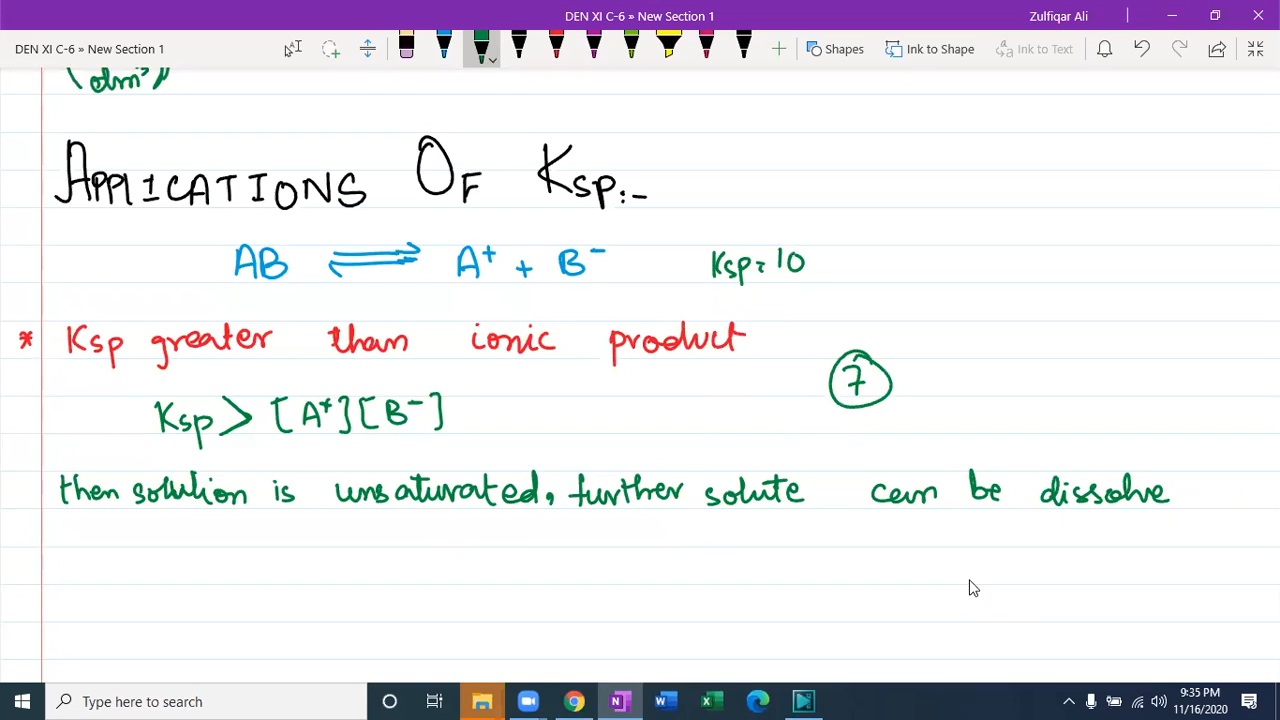 DEN XI C-6 » New Section 1
Zulfiqar Ali
DEN XI C-6 » New Section 1
Shapes
Ink to Shape
Ink to Text
(dm³)
APPLICATIONS OF Ksp:-
AB ⇌ A⁺ + B⁻ Ksp = 10
* Ksp greater than ionic product
7
Ksp > [A⁺][B⁻]
then solution is unsaturated, further solute can be dissolve
Type here to search
9:35 PM
11/16/2020